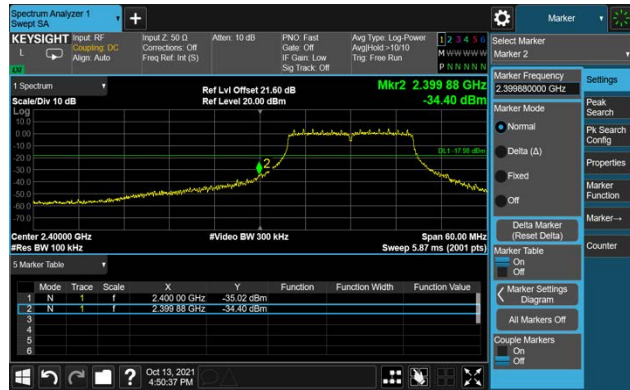 Spectrum Analyzer 1
Swept SA
Marker
KEYSIGHT
L
Input: RF
Coupling: DC
Align: Auto
Input Z: 50 Ω
Corrections: Off
Freq Ref: Int (S)
Atten: 10 dB
PNO: Fast
Gate: Off
IF Gain: Low
Sig Track: Off
Avg Type: Log-Power
Avg|Hold:>10/10
Trig: Free Run
1 2 3 4 5 6
M W W W W W
P N N N N N
Select Marker
Marker 2
1 Spectrum
Scale/Div 10 dB
Ref Lvl Offset 21.60 dB
Ref Level 20.00 dBm
Mkr2 2.399 88 GHz
-34.40 dBm
Log
10.0
0.00
-10.0
-20.0
-30.0
-40.0
-50.0
-60.0
-70.0
2
DL1 -17.98 dBm
Center 2.40000 GHz
#Res BW 100 kHz
#Video BW 300 kHz
Span 60.00 MHz
Sweep 5.87 ms (2001 pts)
5 Marker Table
Mode Trace Scale X Y Function Function Width Function Value
1 N 1 f 2.400 00 GHz -35.02 dBm
2 N 1 f 2.399 88 GHz -34.40 dBm
3
4
5
6
Marker Frequency
2.399880000 GHz
Marker Mode
Normal
Delta (Δ)
Fixed
Off
Delta Marker
(Reset Delta)
Marker Table
On
Off
Marker Settings
Diagram
All Markers Off
Couple Markers
On
Off
Settings
Peak
Search
Pk Search
Config
Properties
Marker
Function
Marker→
Counter
?
Oct 13, 2021
4:50:37 PM